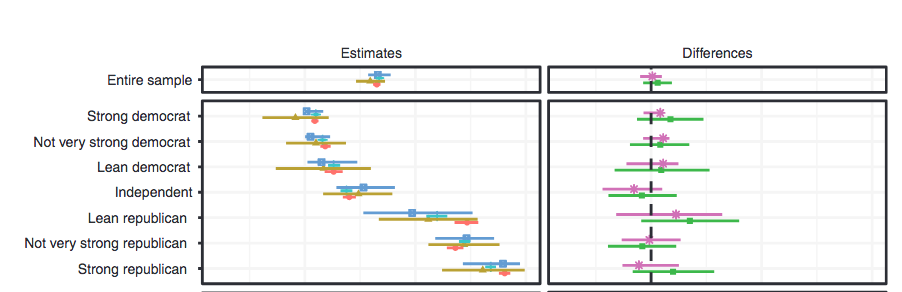 Estimates
Differences
Entire sample
Strong democrat
Not very strong democrat
Lean democrat
Independent
Lean republican
Not very strong republican
Strong republican